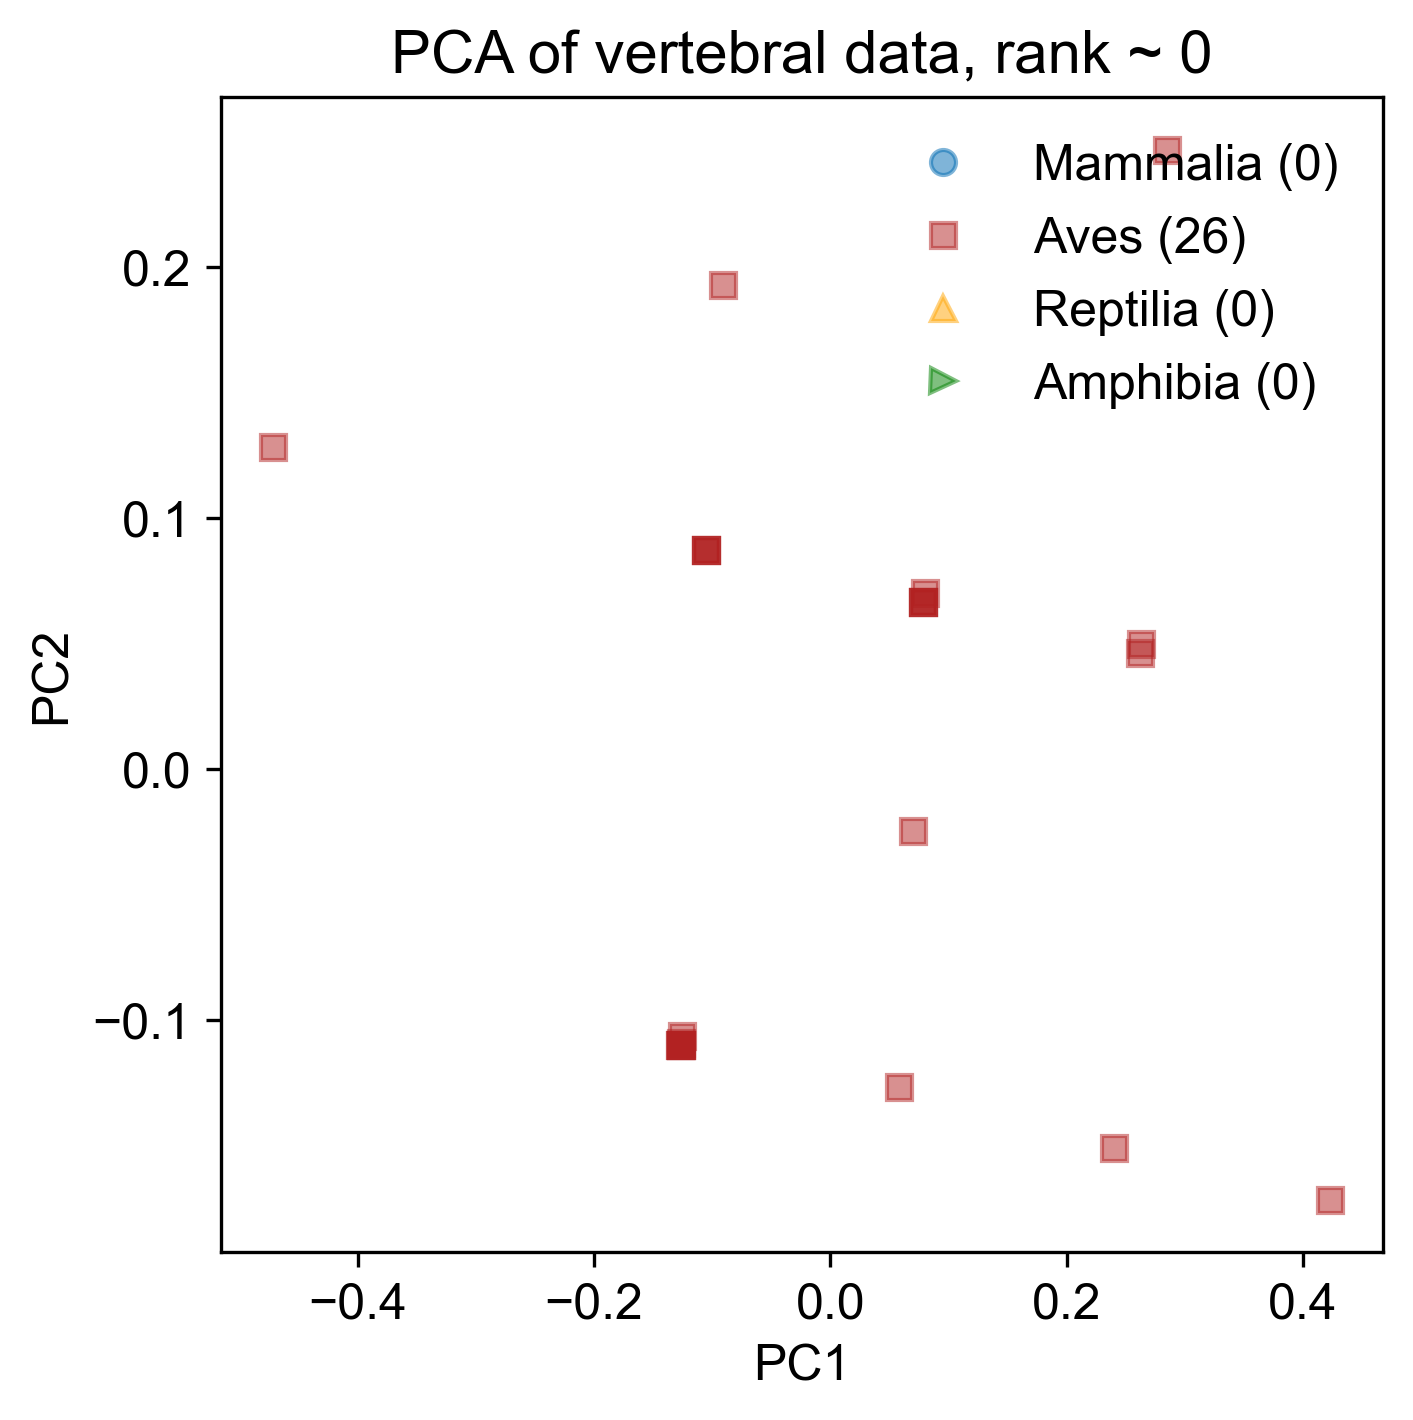 PCA of vertebral data, rank ~ 0
Mammalia (0)
Aves (26)
Reptilia (0)
Amphibia (0)
0.2
0.1
0.0
−0.1
PC2
−0.4 −0.2 0.0 0.2 0.4
PC1